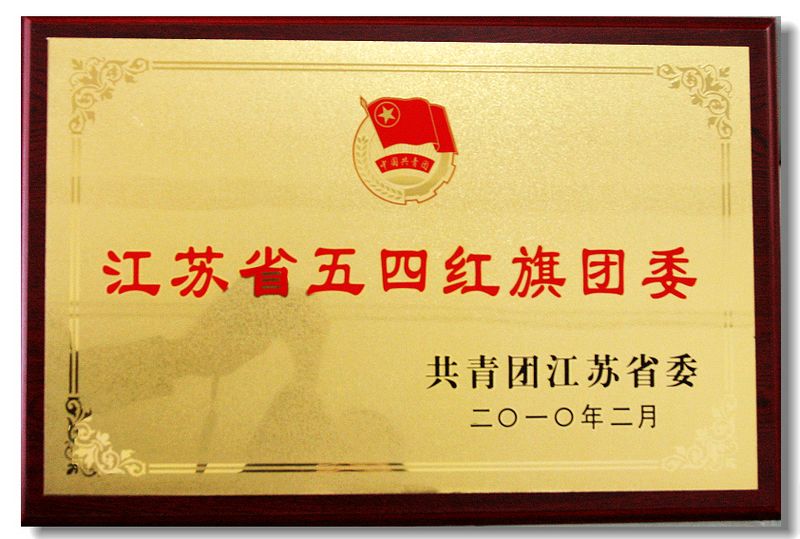 中国共青团
江苏省五四红旗团委
共青团江苏省委
二〇一〇年二月